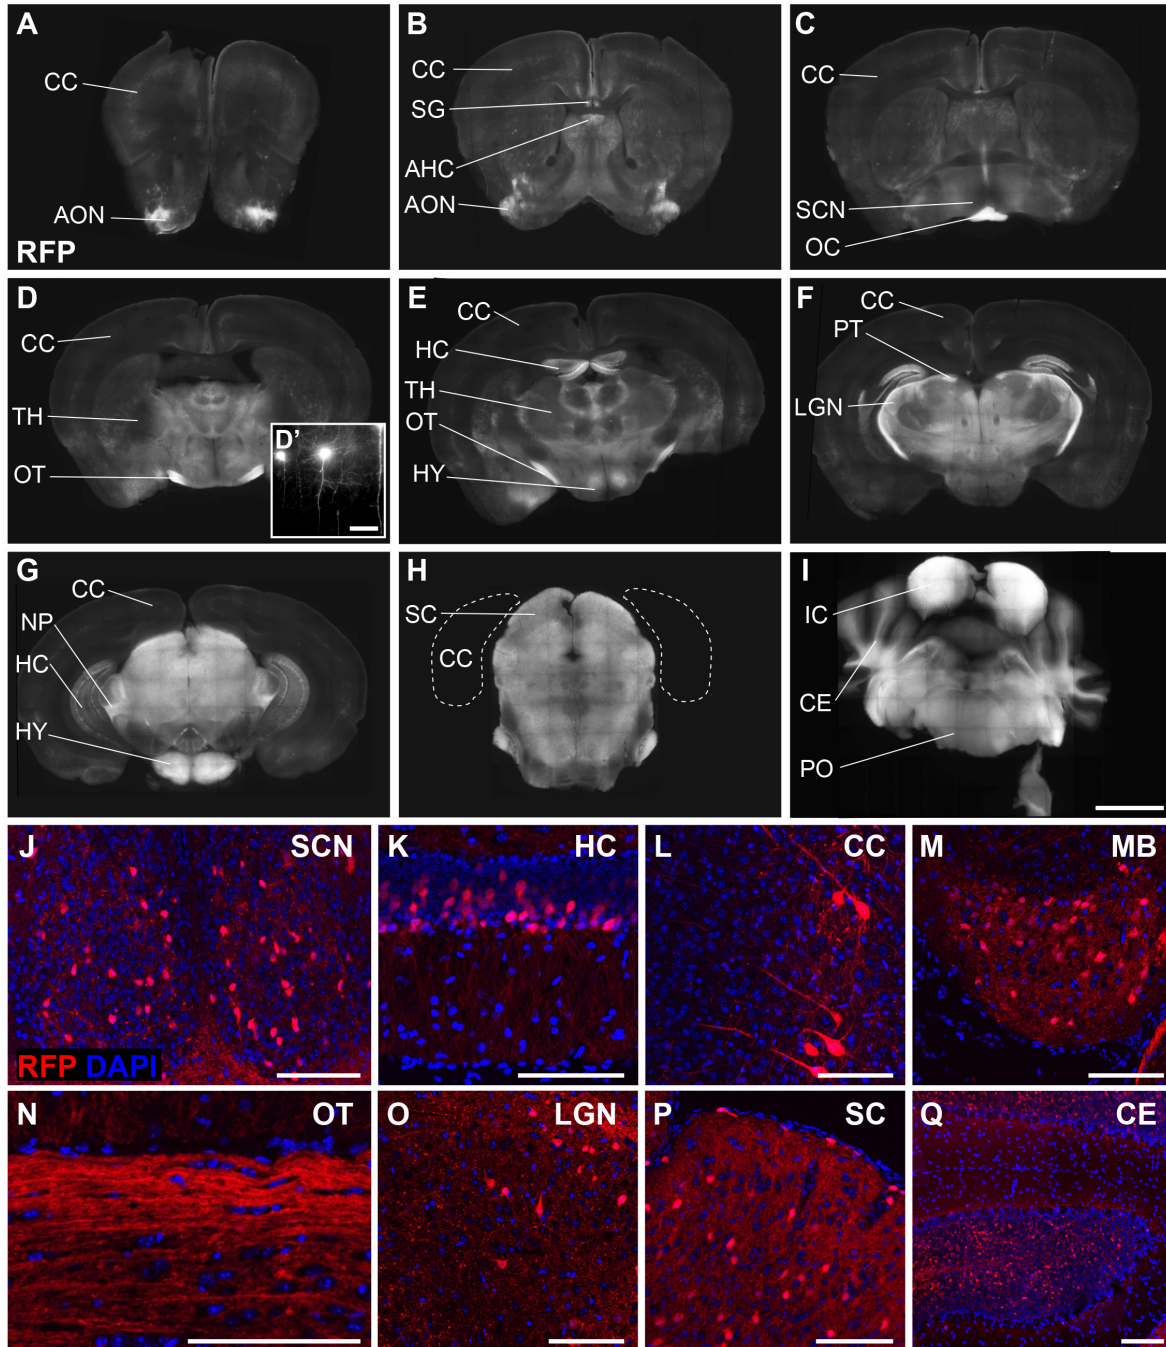 A
CC
AON
RFP
B
CC
SG
AHC
AON
C
CC
SCN
OC
D
CC
TH
OT
D'
E
CC
HC
TH
OT
HY
F
CC
PT
LGN
G
CC
NP
HC
HY
H
SC
CC
I
IC
CE
PO
J SCN
RFP DAPI
K HC
L CC
M MB
N OT
O LGN
P SC
Q CE